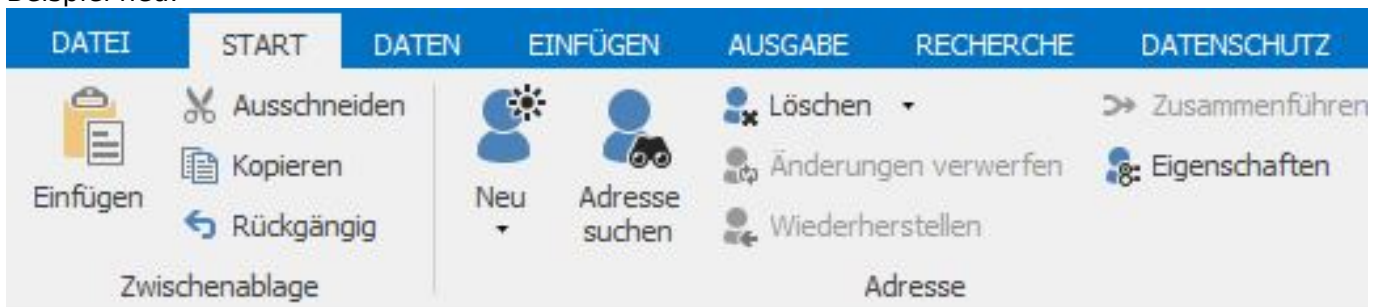 DATEI START DATEN EINFÜGEN AUSGABE RECHERCHE DATENSCHUTZ
Einfügen
Ausschneiden
Kopieren
Rückgängig
Zwischenablage
Neu
Adresse
suchen
Löschen
Änderungen verwerfen
Wiederherstellen
Zusammenführen
Eigenschaften
Adresse